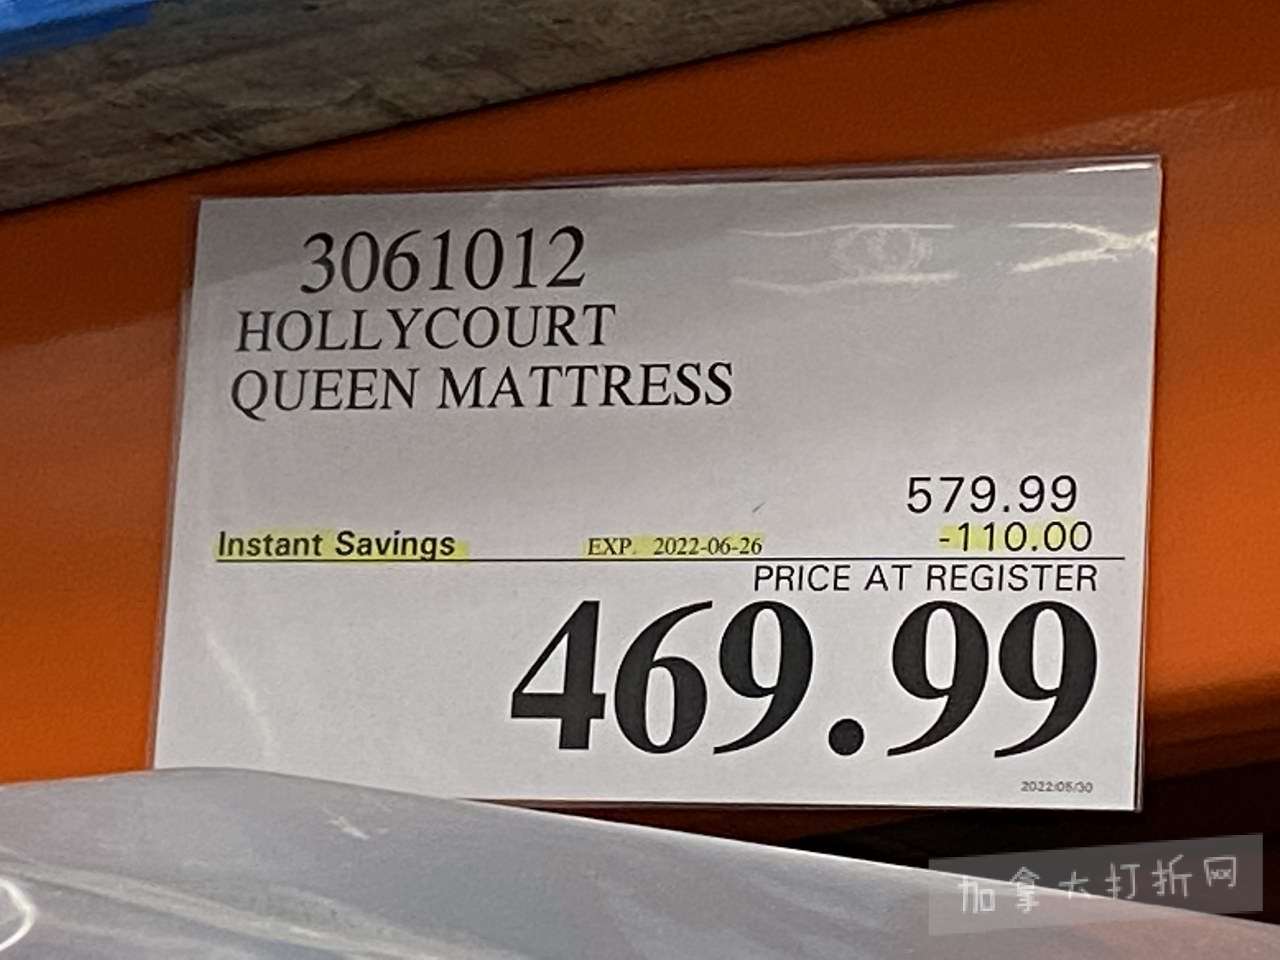 3061012
HOLLYCOURT
QUEEN MATTRESS
579.99
Instant Savings EXP. 2022-06-26 -110.00
PRICE AT REGISTER
469.99
2022/05/30
加拿大打折网